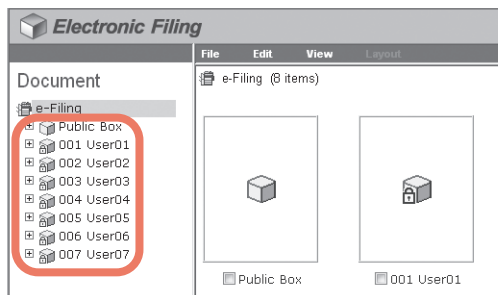 Electronic Filing
File Edit View Layout
Document
e-Filing
Public Box
001 User01
002 User02
003 User03
004 User04
005 User05
006 User06
007 User07
e-Filing (8 items)
Public Box
001 User01